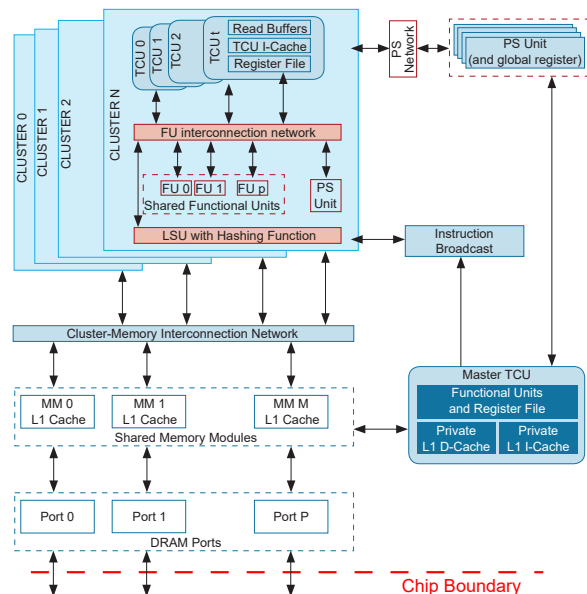 CLUSTER 0
CLUSTER 1
CLUSTER 2
CLUSTER N
TCU 0
TCU 1
TCU 2
TCU t
Read Buffers
TCU I-Cache
Register File
PS
Network
PS Unit
(and global register)
FU interconnection network
FU 0
FU 1
FU p
Shared Functional Units
PS
Unit
LSU with Hashing Function
Instruction
Broadcast
Cluster-Memory Interconnection Network
Master TCU
Functional Units
and Register File
Private
L1 D-Cache
Private
L1 I-Cache
MM 0
L1 Cache
MM 1
L1 Cache
MM M
L1 Cache
Shared Memory Modules
Port 0
Port 1
Port P
DRAM Ports
Chip Boundary